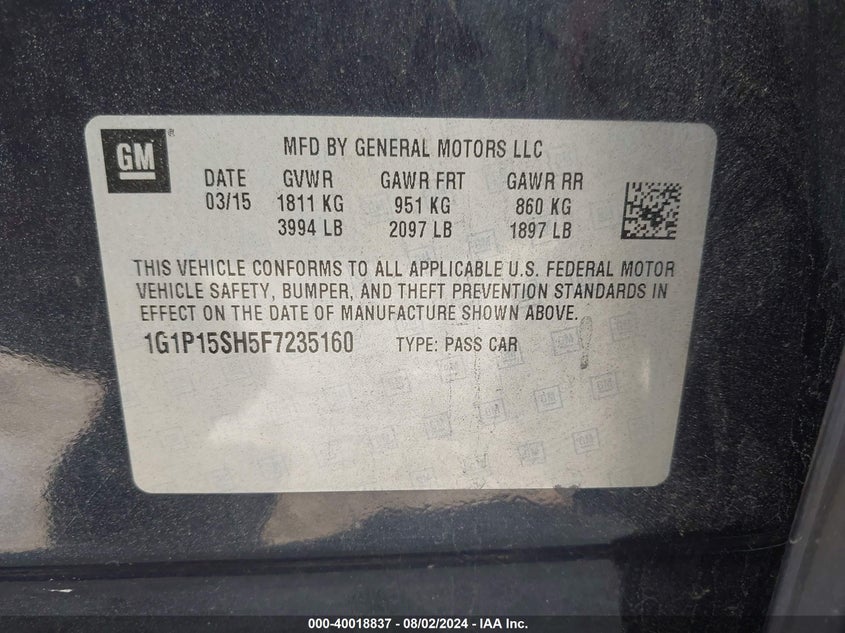 GM ® MFD BY GENERAL MOTORS LLC
DATE GVWR GAWR FRT GAWR RR
03/15 1811 KG 951 KG 860 KG
3994 LB 2097 LB 1897 LB
THIS VEHICLE CONFORMS TO ALL APPLICABLE U.S. FEDERAL MOTOR
VEHICLE SAFETY, BUMPER, AND THEFT PREVENTION STANDARDS IN
EFFECT ON THE DATE OF MANUFACTURE SHOWN ABOVE.
1G1P15SH5F7235160 TYPE: PASS CAR
000-40018837 - 08/02/2024 - IAA Inc.